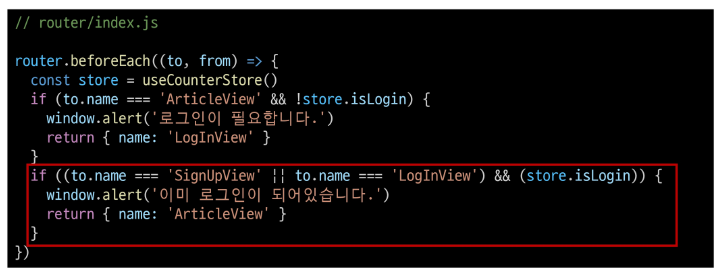 // router/index.js
router.beforeEach((to, from) => {
const store = useCounterStore()
if (to.name === 'ArticleView' && !store.isLogin) {
window.alert('로그인이 필요합니다.')
return { name: 'LogInView' }
}
if ((to.name === 'SignUpView' || to.name === 'LogInView') && (store.isLogin)) {
window.alert('이미 로그인이 되어있습니다.')
return { name: 'ArticleView' }
}
})